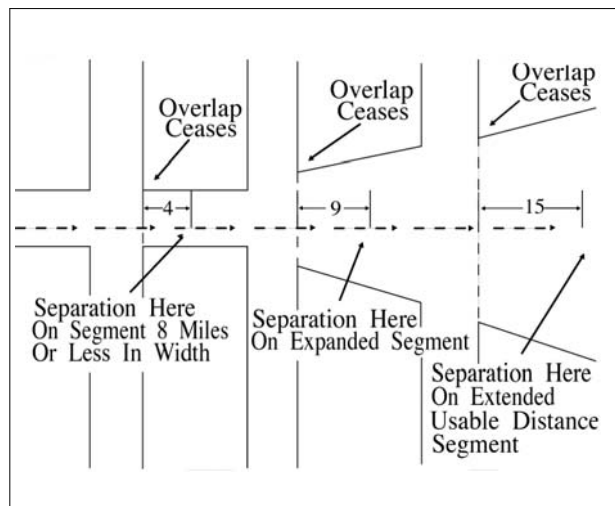 Overlap
Ceases
Overlap
Ceases
Overlap
Ceases
4
9
15
Separation Here
On Segment 8 Miles
Or Less In Width
Separation Here
On Expanded Segment
Separation Here
On Extended
Usable Distance
Segment